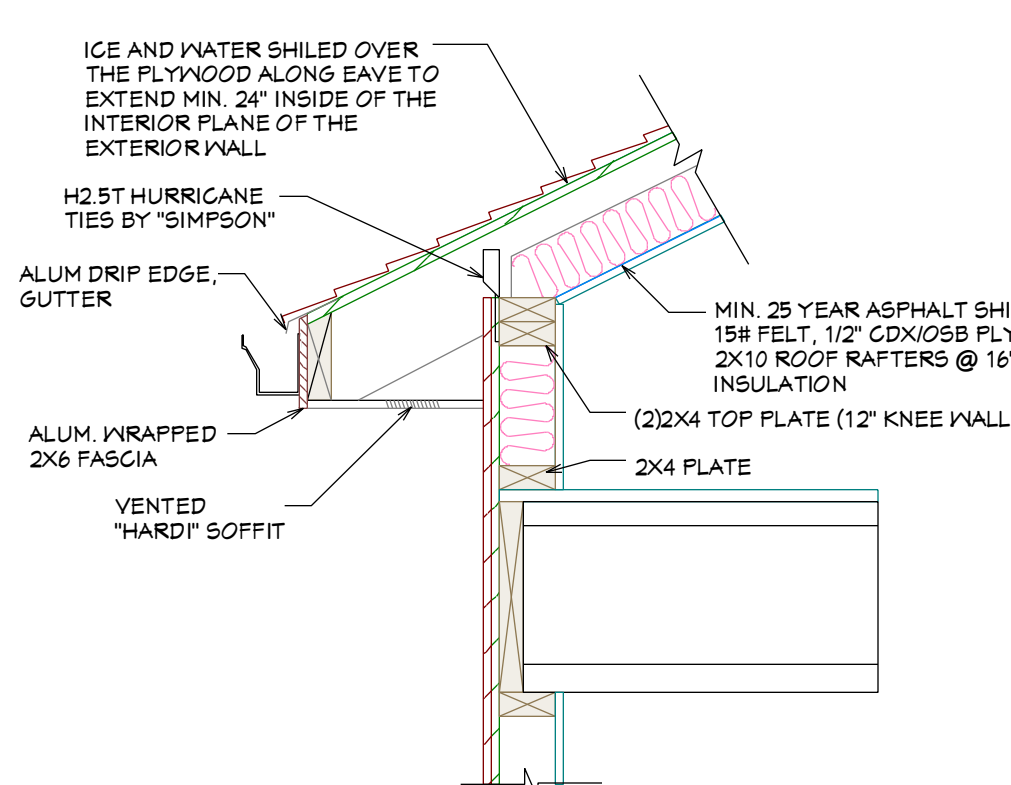 ICE AND WATER SHILED OVER
THE PLYWOOD ALONG EAVE TO
EXTEND MIN. 24" INSIDE OF THE
INTERIOR PLANE OF THE
EXTERIOR WALL
H2.5T HURRICANE
TIES BY "SIMPSON"
ALUM DRIP EDGE,
GUTTER
MIN. 25 YEAR ASPHALT SHI
15# FELT, 1/2" CDX/OSB PLY
2X10 ROOF RAFTERS @ 16"
INSULATION
(2)2X4 TOP PLATE (12" KNEE WALL
ALUM. WRAPPED
2X6 FASCIA
2X4 PLATE
VENTED
"HARDI" SOFFIT